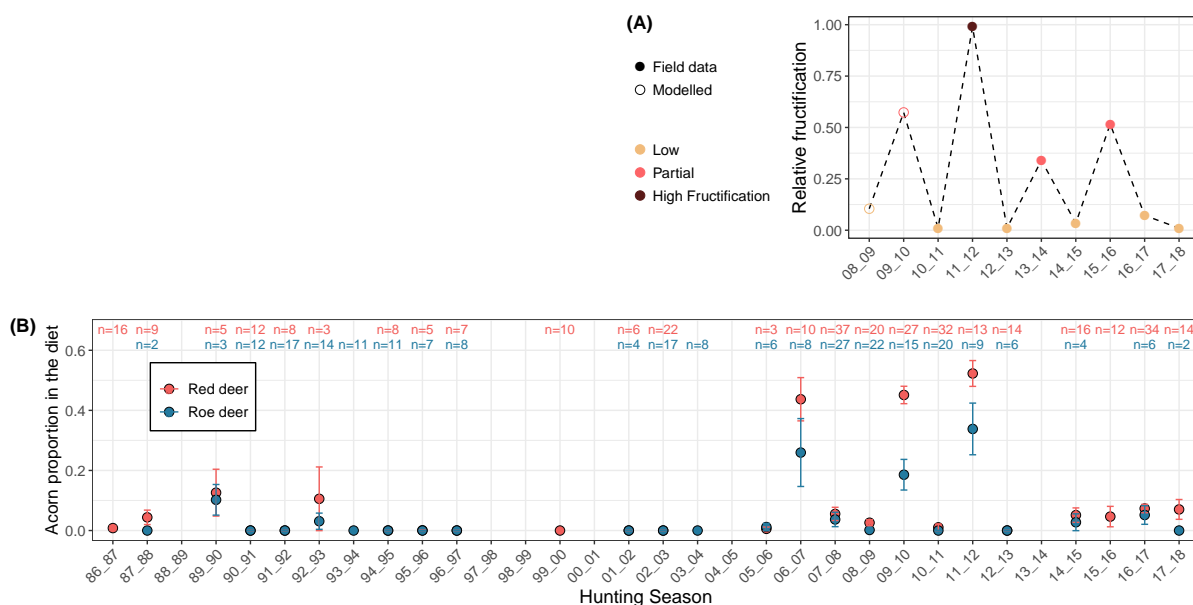 (A)
Field data
Modelled
Low
Partial
High Fructification
Relative fructification
1.00
0.75
0.50
0.25
0.00
08_09 09_10 10_11 11_12 12_13 13_14 14_15 15_16 16_17 17_18
(B)
n=16 n=9 n=5 n=12 n=8 n=3 n=8 n=5 n=7 n=10 n=6 n=22 n=3 n=10 n=37 n=20 n=27 n=32 n=13 n=14 n=16 n=12 n=34 n=14
n=2 n=3 n=12 n=17 n=14 n=11 n=11 n=7 n=8 n=4 n=17 n=8 n=6 n=8 n=27 n=22 n=15 n=20 n=9 n=6 n=4 n=6 n=2
Acorn proportion in the diet
0.6
0.4
0.2
0.0
Red deer
Roe deer
86_87 87_88 88_89 89_90 90_91 91_92 92_93 93_94 94_95 95_96 96_97 97_98 98_99 99_00 00_01 01_02 02_03 03_04 04_05 05_06 06_07 07_08 08_09 09_10 10_11 11_12 12_13 13_14 14_15 15_16 16_17 17_18
Hunting Season